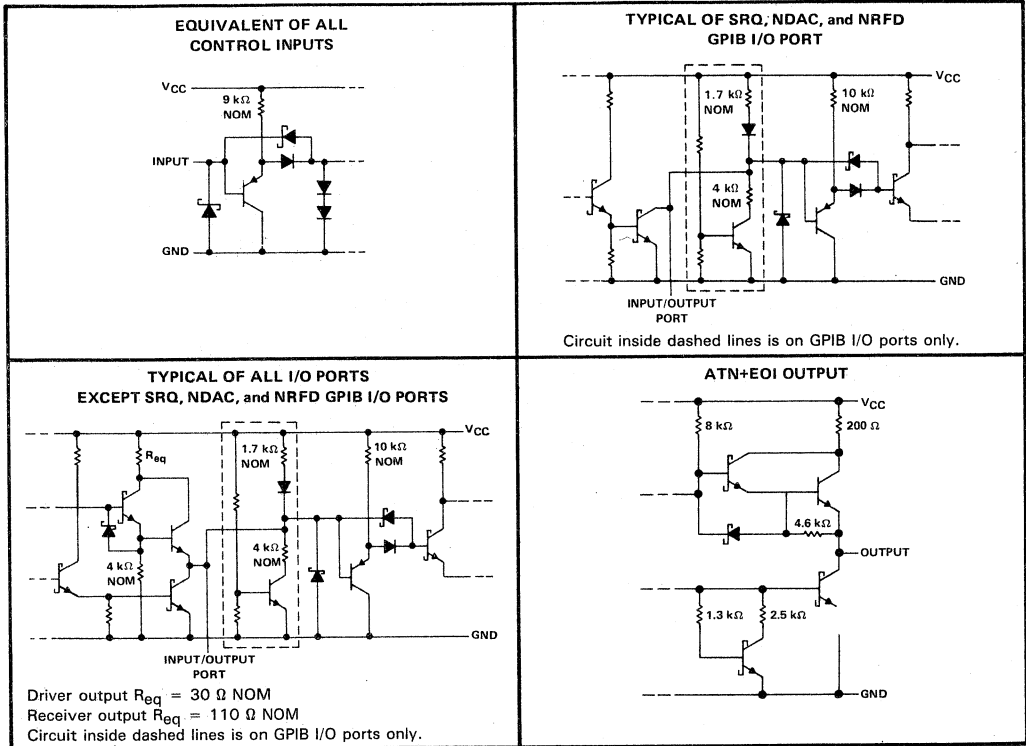 EQUIVALENT OF ALL
CONTROL INPUTS
VCC
9 kΩ
NOM
INPUT
GND
TYPICAL OF SRQ, NDAC, and NRFD
GPIB I/O PORT
VCC
1.7 kΩ
NOM
10 kΩ
NOM
4 kΩ
NOM
GND
INPUT/OUTPUT
PORT
Circuit inside dashed lines is on GPIB I/O ports only.
TYPICAL OF ALL I/O PORTS
EXCEPT SRQ, NDAC, and NRFD GPIB I/O PORTS
VCC
Req
1.7 kΩ
NOM
10 kΩ
NOM
4 kΩ
NOM
4 kΩ
NOM
GND
INPUT/OUTPUT
PORT
Driver output Req = 30 Ω NOM
Receiver output Req = 110 Ω NOM
Circuit inside dashed lines is on GPIB I/O ports only.
ATN+EOI OUTPUT
VCC
8 kΩ
200 Ω
4.6 kΩ
OUTPUT
1.3 kΩ
2.5 kΩ
GND